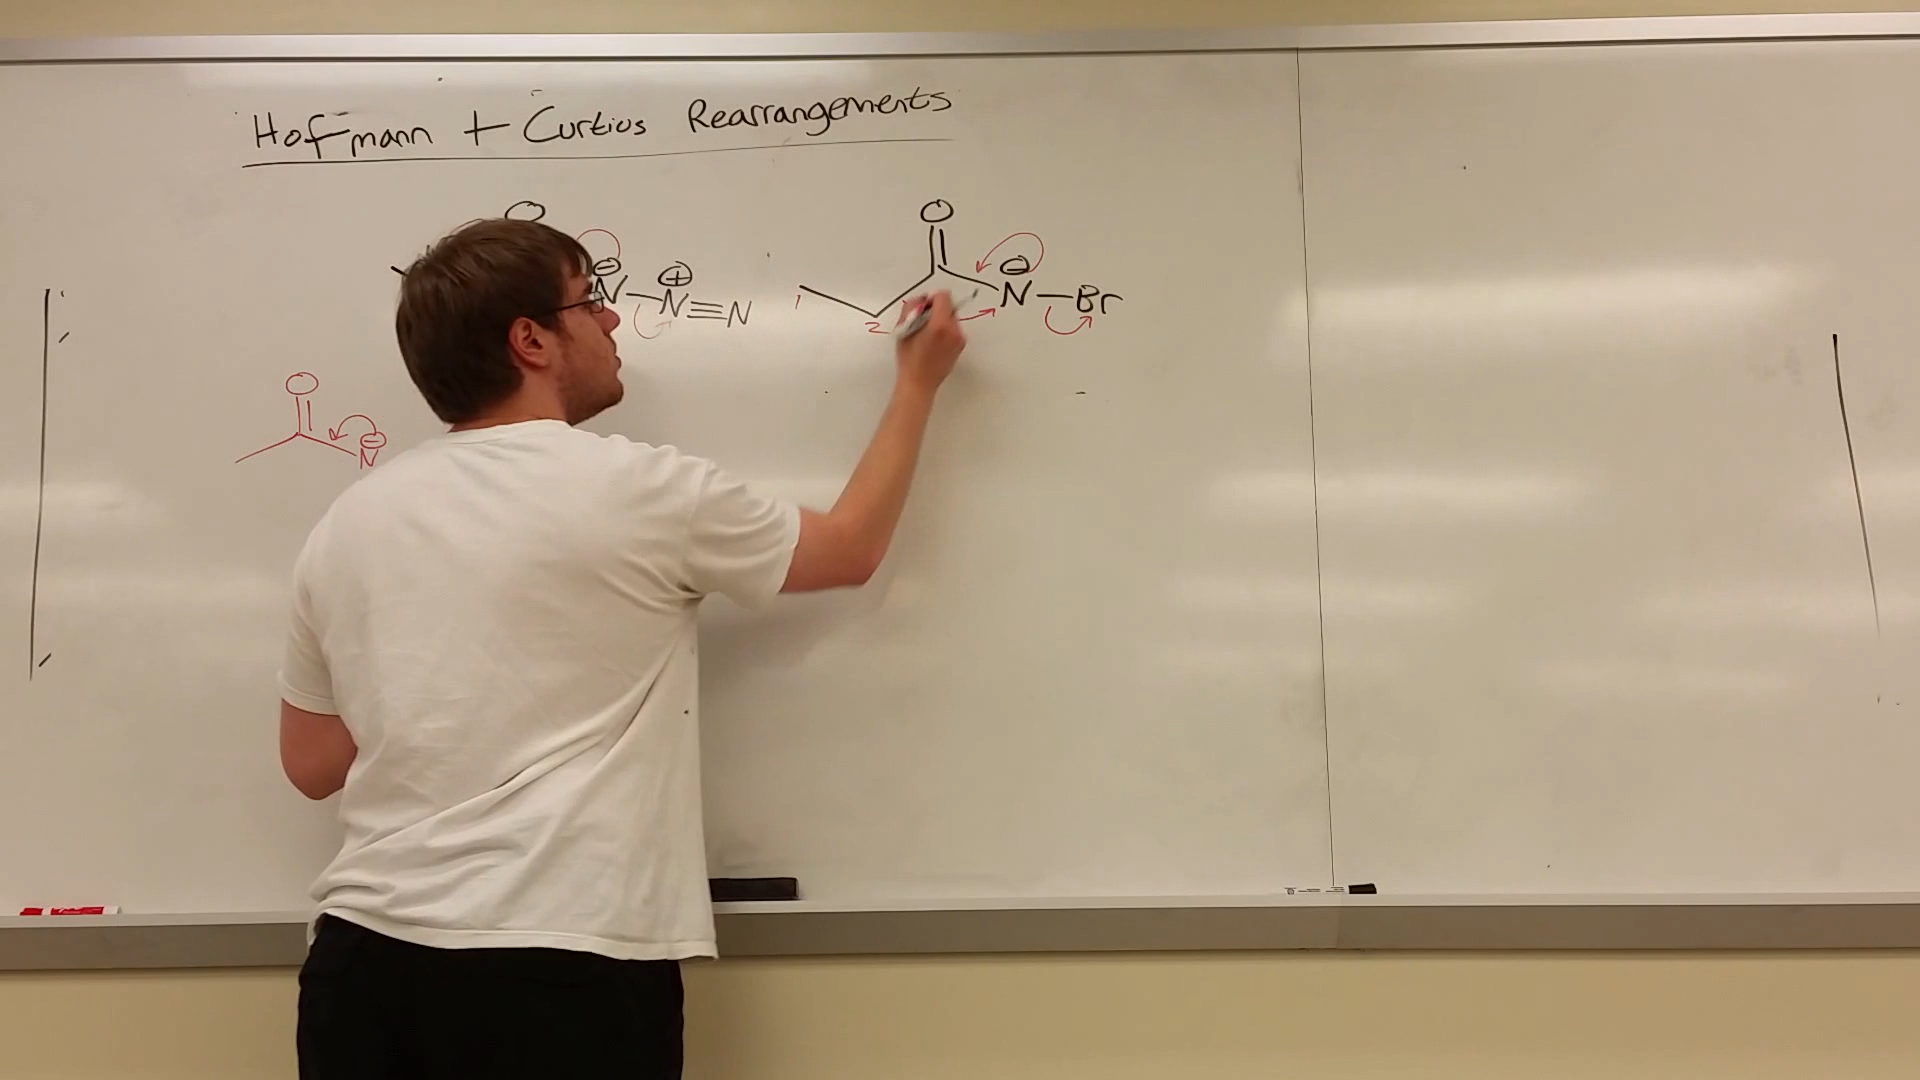 Hofmann + Curtius Rearrangements
O O
⊖ ⊕ ⊖
N — N ≡ N N — Br
1
2
O
⊖
N